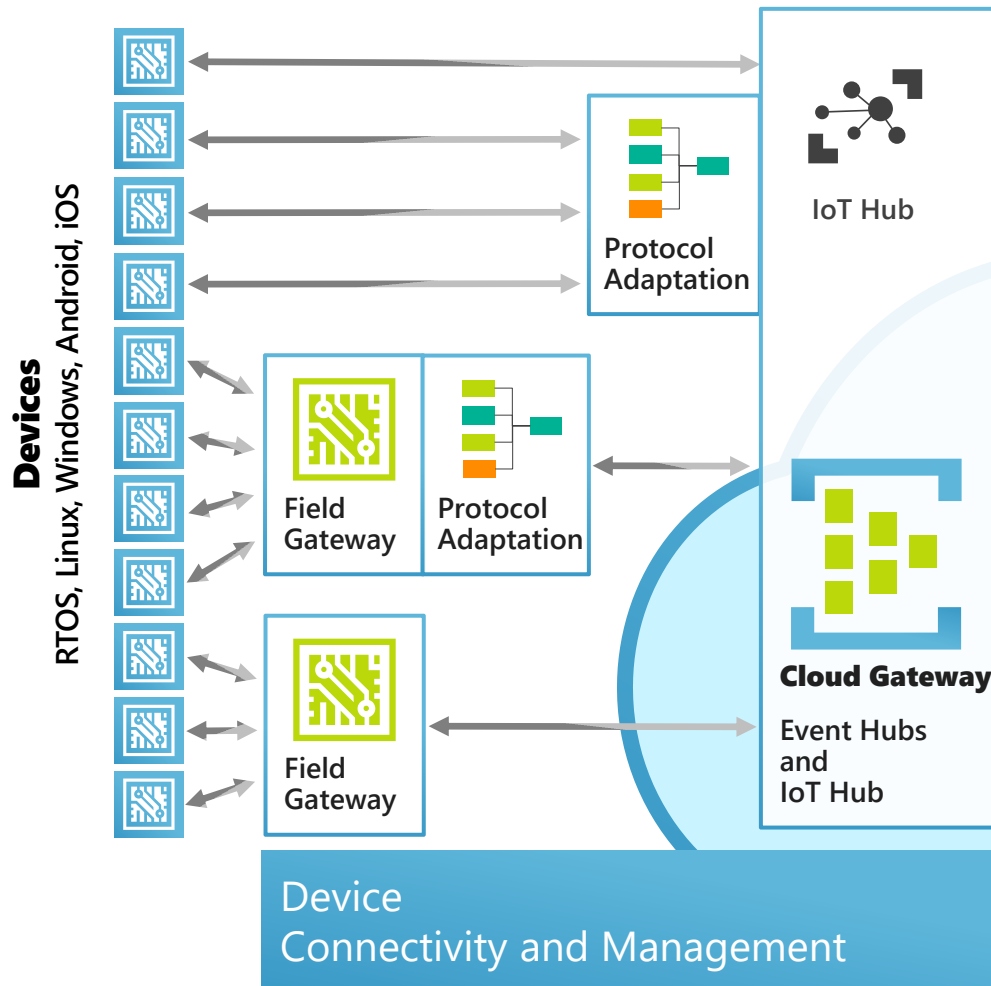 Devices
RTOS, Linux, Windows, Android, iOS
IoT Hub
Protocol
Adaptation
Field
Gateway
Protocol
Adaptation
Field
Gateway
Cloud Gateway
Event Hubs
and
IoT Hub
Device
Connectivity and Management